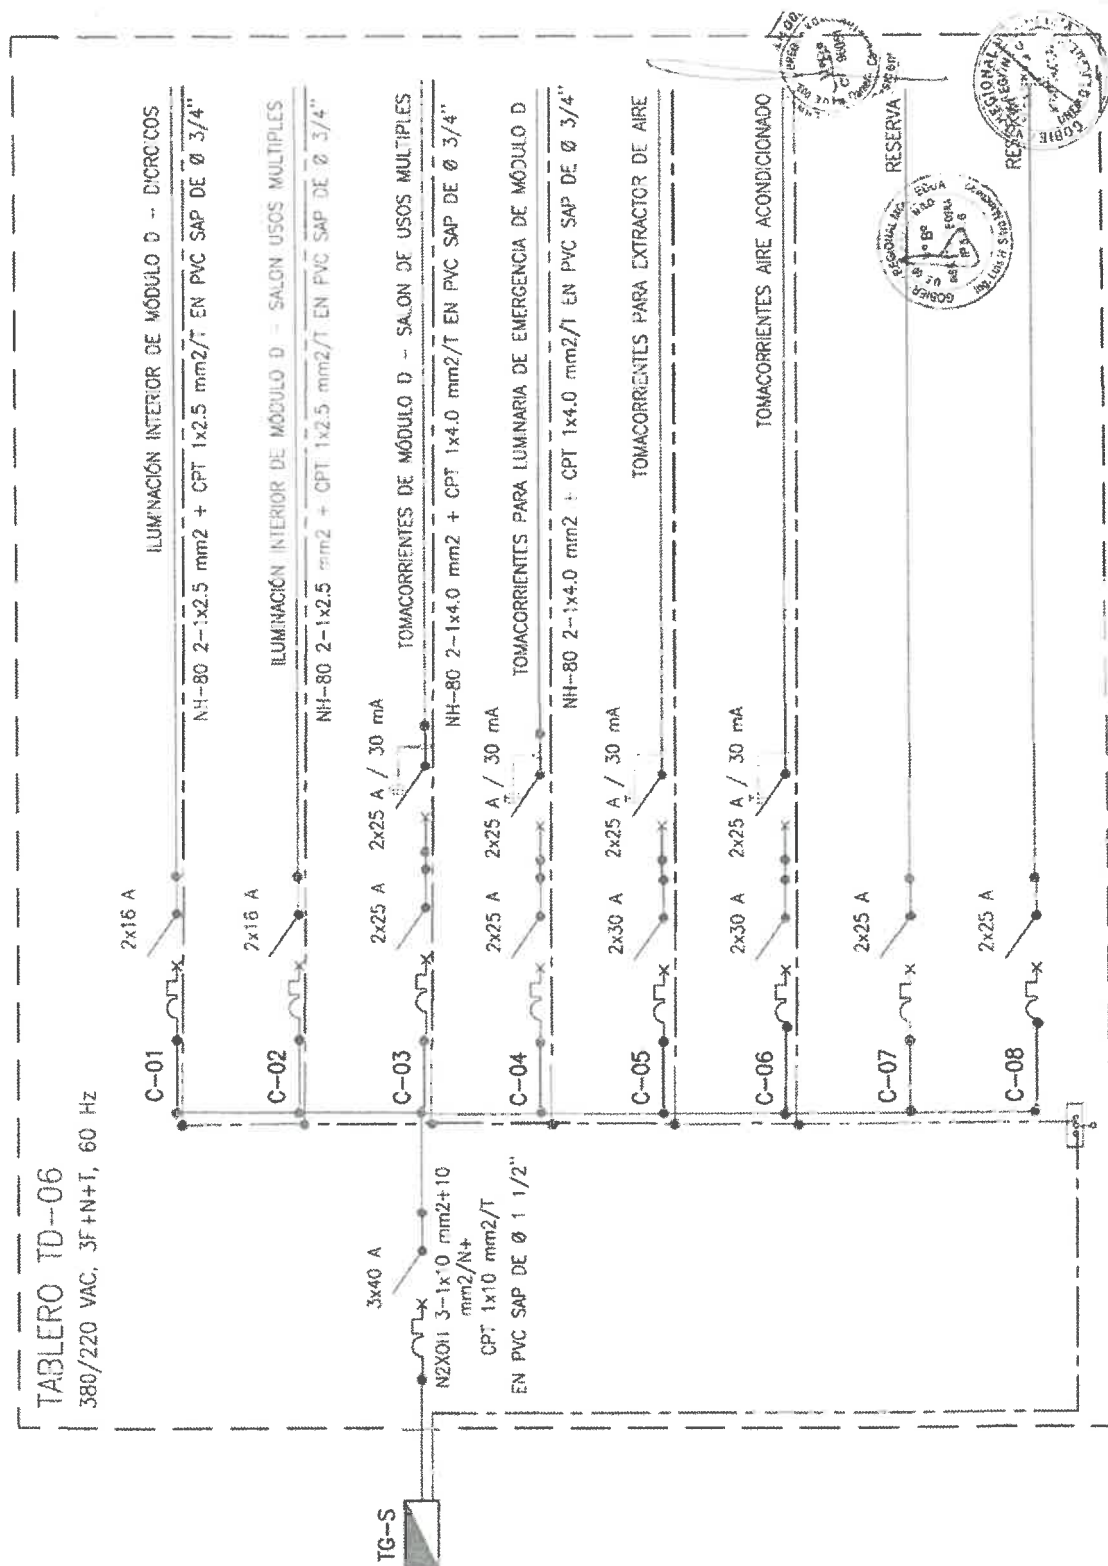 TABLERO TD-06
380/220 VAC, 3F+N+T, 60 Hz
TG-S
3x40 A
N2XOH 3-1x10 mm2+10
mm2/N+
CPT 1x10 mm2/T
EN PVC SAP DE Ø 1 1/2"
C-01
2x16 A
ILUMINACIÓN INTERIOR DE MÓDULO D - DICROICOS
NH-80 2-1x2.5 mm2 + CPT 1x2.5 mm2/T EN PVC SAP DE Ø 3/4"
C-02
2x16 A
ILUMINACIÓN INTERIOR DE MÓDULO D - SALON USOS MULTIPLES
NH-80 2-1x2.5 mm2 + CPT 1x2.5 mm2/T EN PVC SAP DE Ø 3/4"
C-03
2x25 A
2x25 A / 30 mA
TOMACORRIENTES DE MÓDULO D - SALON DE USOS MULTIPLES
NH-80 2-1x4.0 mm2 + CPT 1x4.0 mm2/T EN PVC SAP DE Ø 3/4"
C-04
2x25 A
2x25 A / 30 mA
TOMACORRIENTES PARA LUMINARIA DE EMERGENCIA DE MÓDULO D
NH-80 2-1x4.0 mm2 + CPT 1x4.0 mm2/T EN PVC SAP DE Ø 3/4"
C-05
2x30 A
2x25 A / 30 mA
TOMACORRIENTES PARA EXTRACTOR DE AIRE
C-06
2x30 A
2x25 A / 30 mA
TOMACORRIENTES AIRE ACONDICIONADO
C-07
2x25 A
RESERVA
C-08
2x25 A